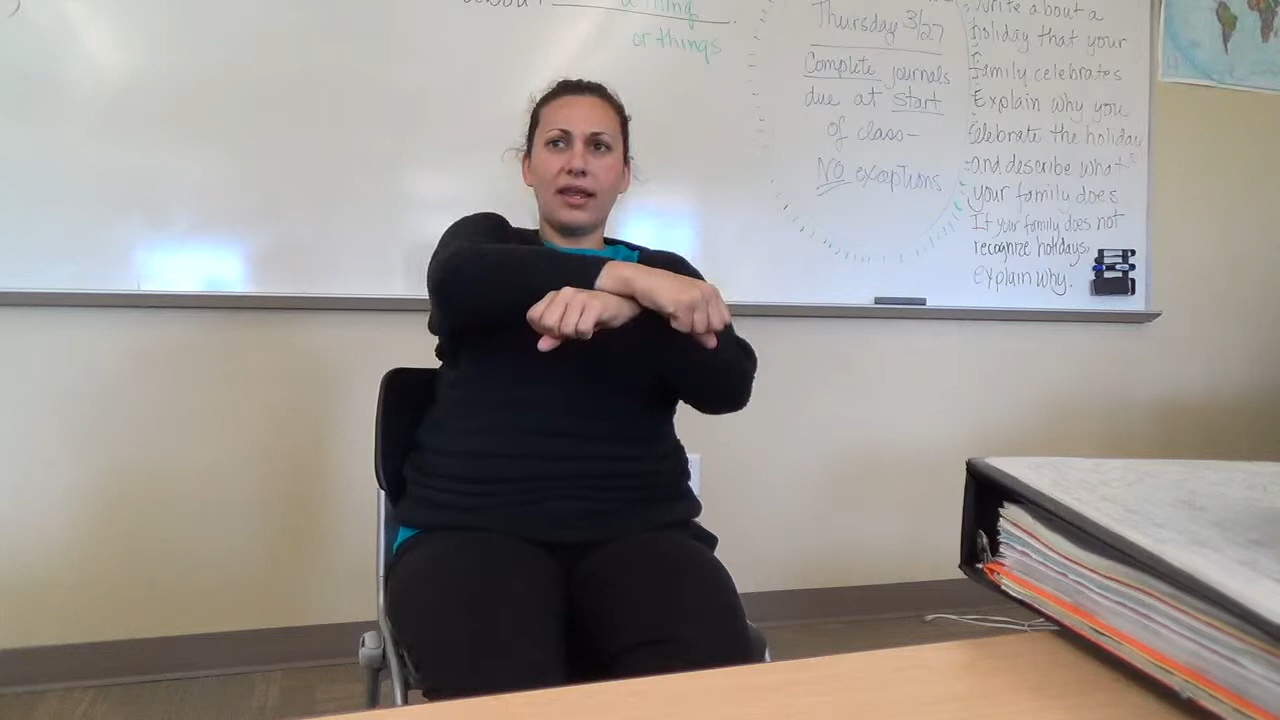 about a thing.
or things
Thursday 3/27
Complete journals
due at start
of class-
NO exceptions
Write about a
holiday that your
family celebrates
Explain why you
celebrate the holiday
and describe what
your family does
If your family does not
recognize holidays,
explain why.